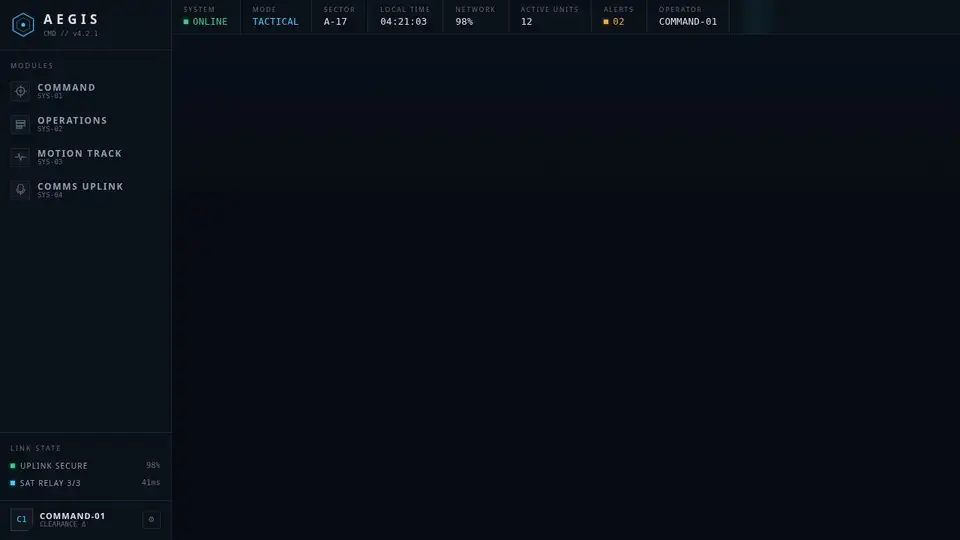 AEGIS
CMD // v4.2.1
MODULES
COMMAND
SYS-01
OPERATIONS
SYS-02
MOTION TRACK
SYS-03
COMMS UPLINK
SYS-04
LINK STATE
UPLINK SECURE 98%
SAT RELAY 3/3 41ms
C1
COMMAND-01
CLEARANCE Δ
SYSTEM
ONLINE
MODE
TACTICAL
SECTOR
A-17
LOCAL TIME
04:21:03
NETWORK
98%
ACTIVE UNITS
12
ALERTS
02
OPERATOR
COMMAND-01